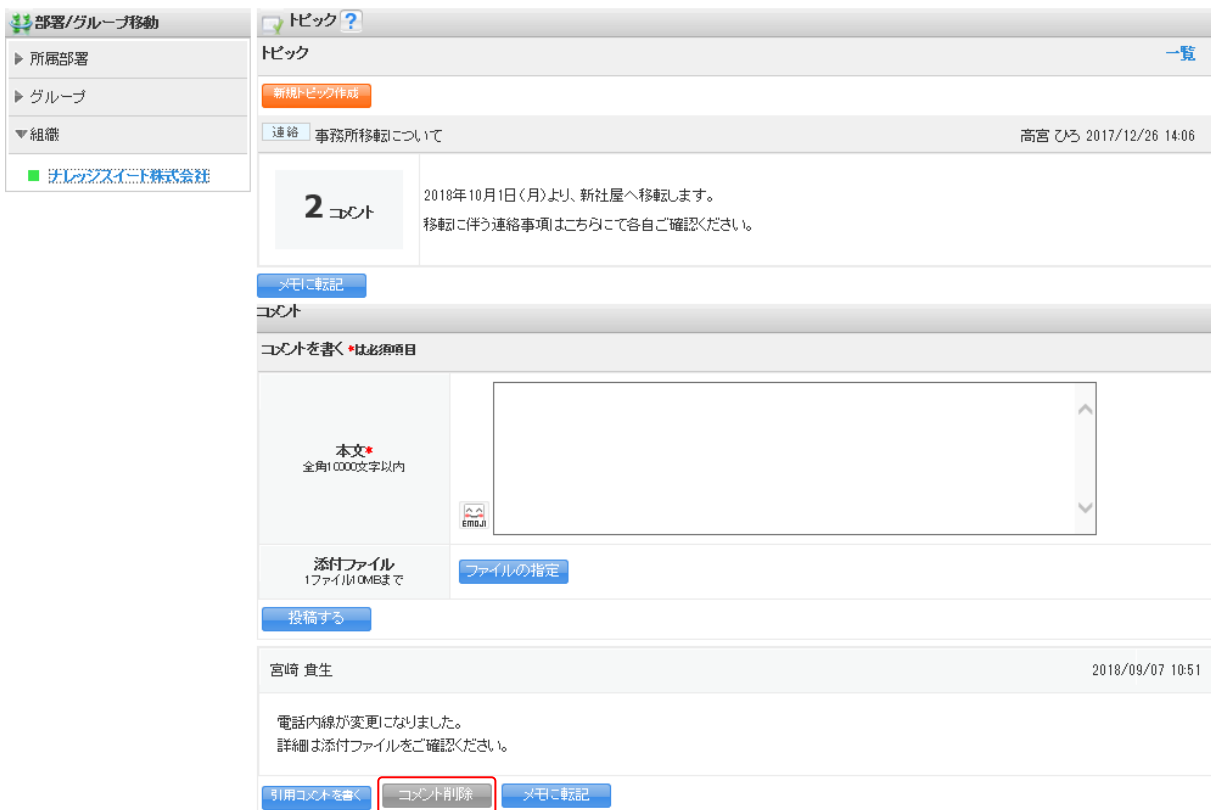 部署/グループ移動
▶所属部署
▶グループ
▼組織
ナレッジスイート株式会社
トピック ?
トピック 一覧
新規トピック作成
連絡 事務所移転について 高宮 ひろ 2017/12/26 14:06
2 コメント
2018年10月1日(月)より、新社屋へ移転します。
移転に伴う連絡事項はこちらにて各自ご確認ください。
メモに転記
コメント
コメントを書く *は必須項目
本文*
全角10000文字以内
EMOJI
添付ファイル
1ファイル10MBまで
ファイルの指定
投稿する
宮崎 貴生 2018/09/07 10:51
電話内線が変更になりました。
詳細は添付ファイルをご確認ください。
引用コメントを書く コメント削除 メモに転記